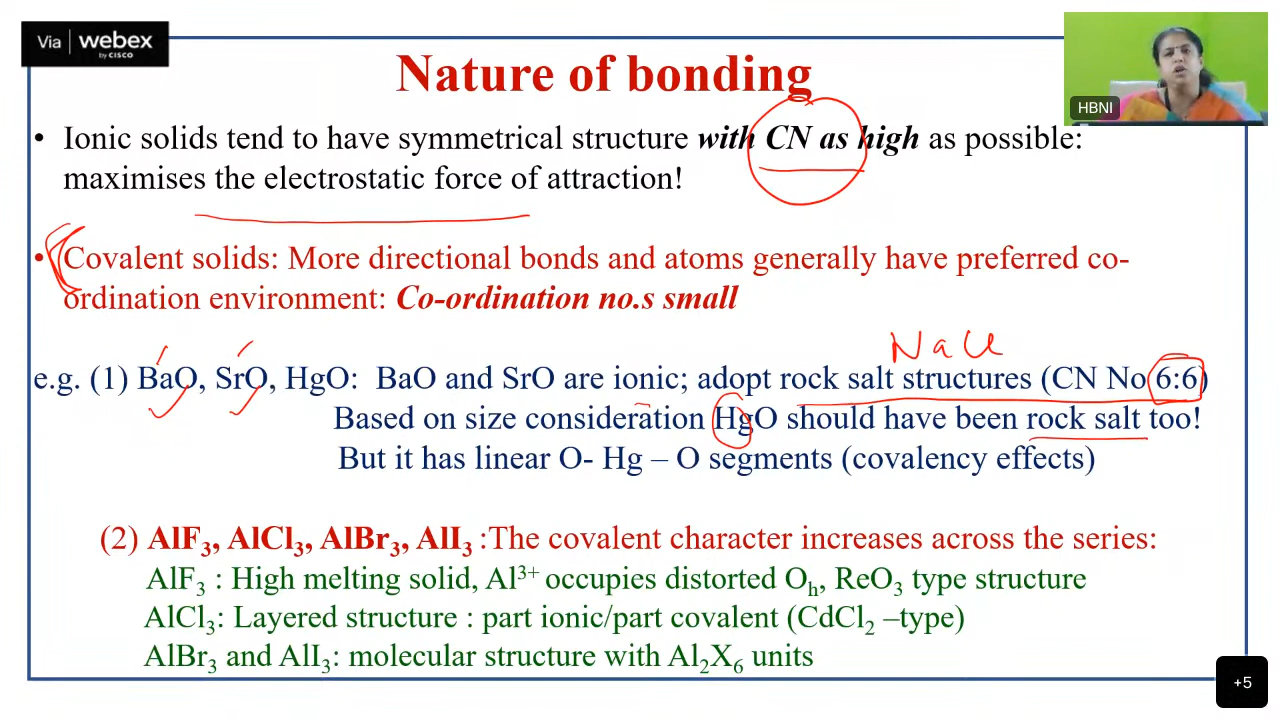 Via webex
by CISCO
HBNI
Nature of bonding
• Ionic solids tend to have symmetrical structure with CN as high as possible:
maximises the electrostatic force of attraction!
• Covalent solids: More directional bonds and atoms generally have preferred co-
ordination environment: Co-ordination no.s small
NaCl
e.g. (1) BaO, SrO, HgO: BaO and SrO are ionic; adopt rock salt structures (CN No 6:6)
Based on size consideration HgO should have been rock salt too!
But it has linear O- Hg – O segments (covalency effects)
(2) AlF₃, AlCl₃, AlBr₃, AlI₃ :The covalent character increases across the series:
AlF₃ : High melting solid, Al³⁺ occupies distorted Oₕ, ReO₃ type structure
AlCl₃: Layered structure : part ionic/part covalent (CdCl₂ –type)
AlBr₃ and AlI₃: molecular structure with Al₂X₆ units
+5